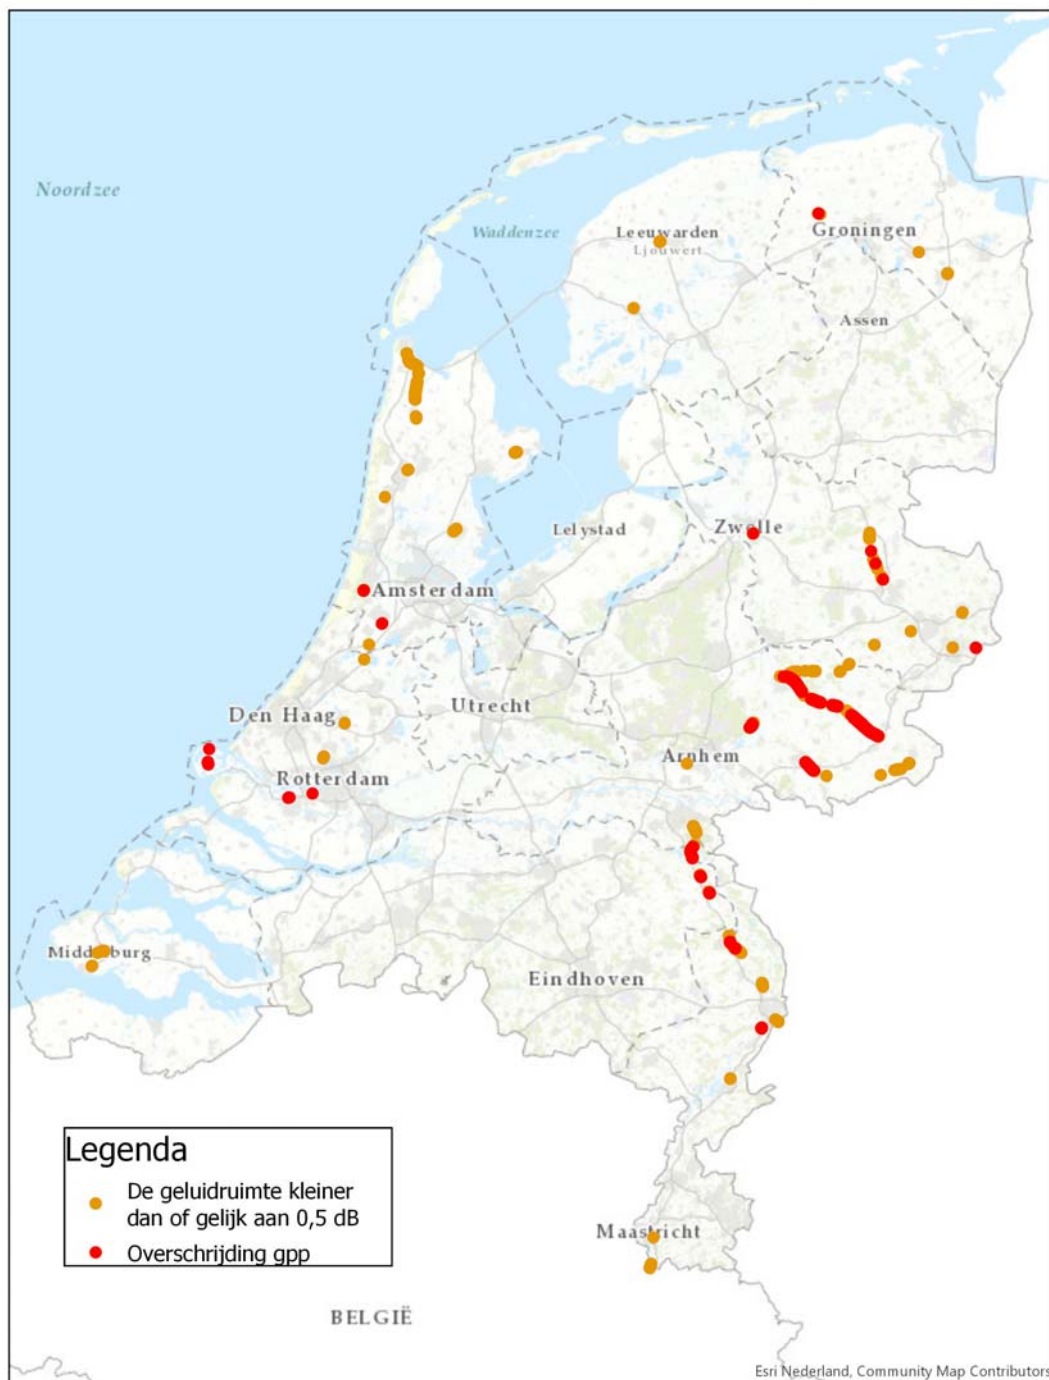 Noordzee
Waddenzee
Leeuwarden
Ljouwert
Groningen
Assen
Lelystad
Zwolle
Amsterdam
Utrecht
Den Haag
Rotterdam
Arnhem
Middelburg
Eindhoven
Maastricht
BELGIË
Legenda
De geluidruimte kleiner
dan of gelijk aan 0,5 dB
Overschrijding gpp
Esri Nederland, Community Map Contributors